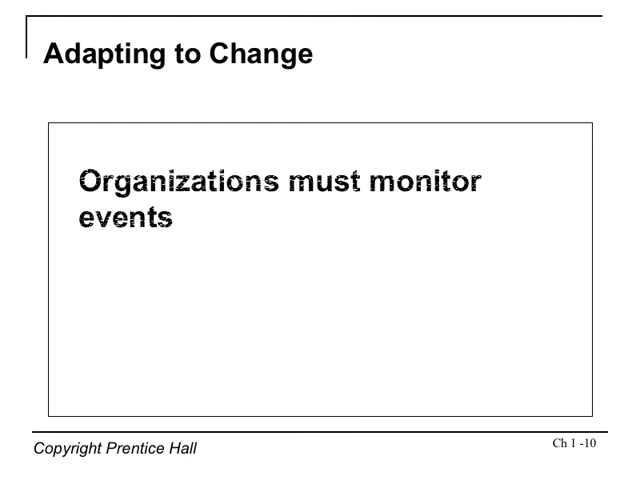 Adapting to Change
Organizations must monitor
events
Copyright Prentice Hall
Ch 1 -10